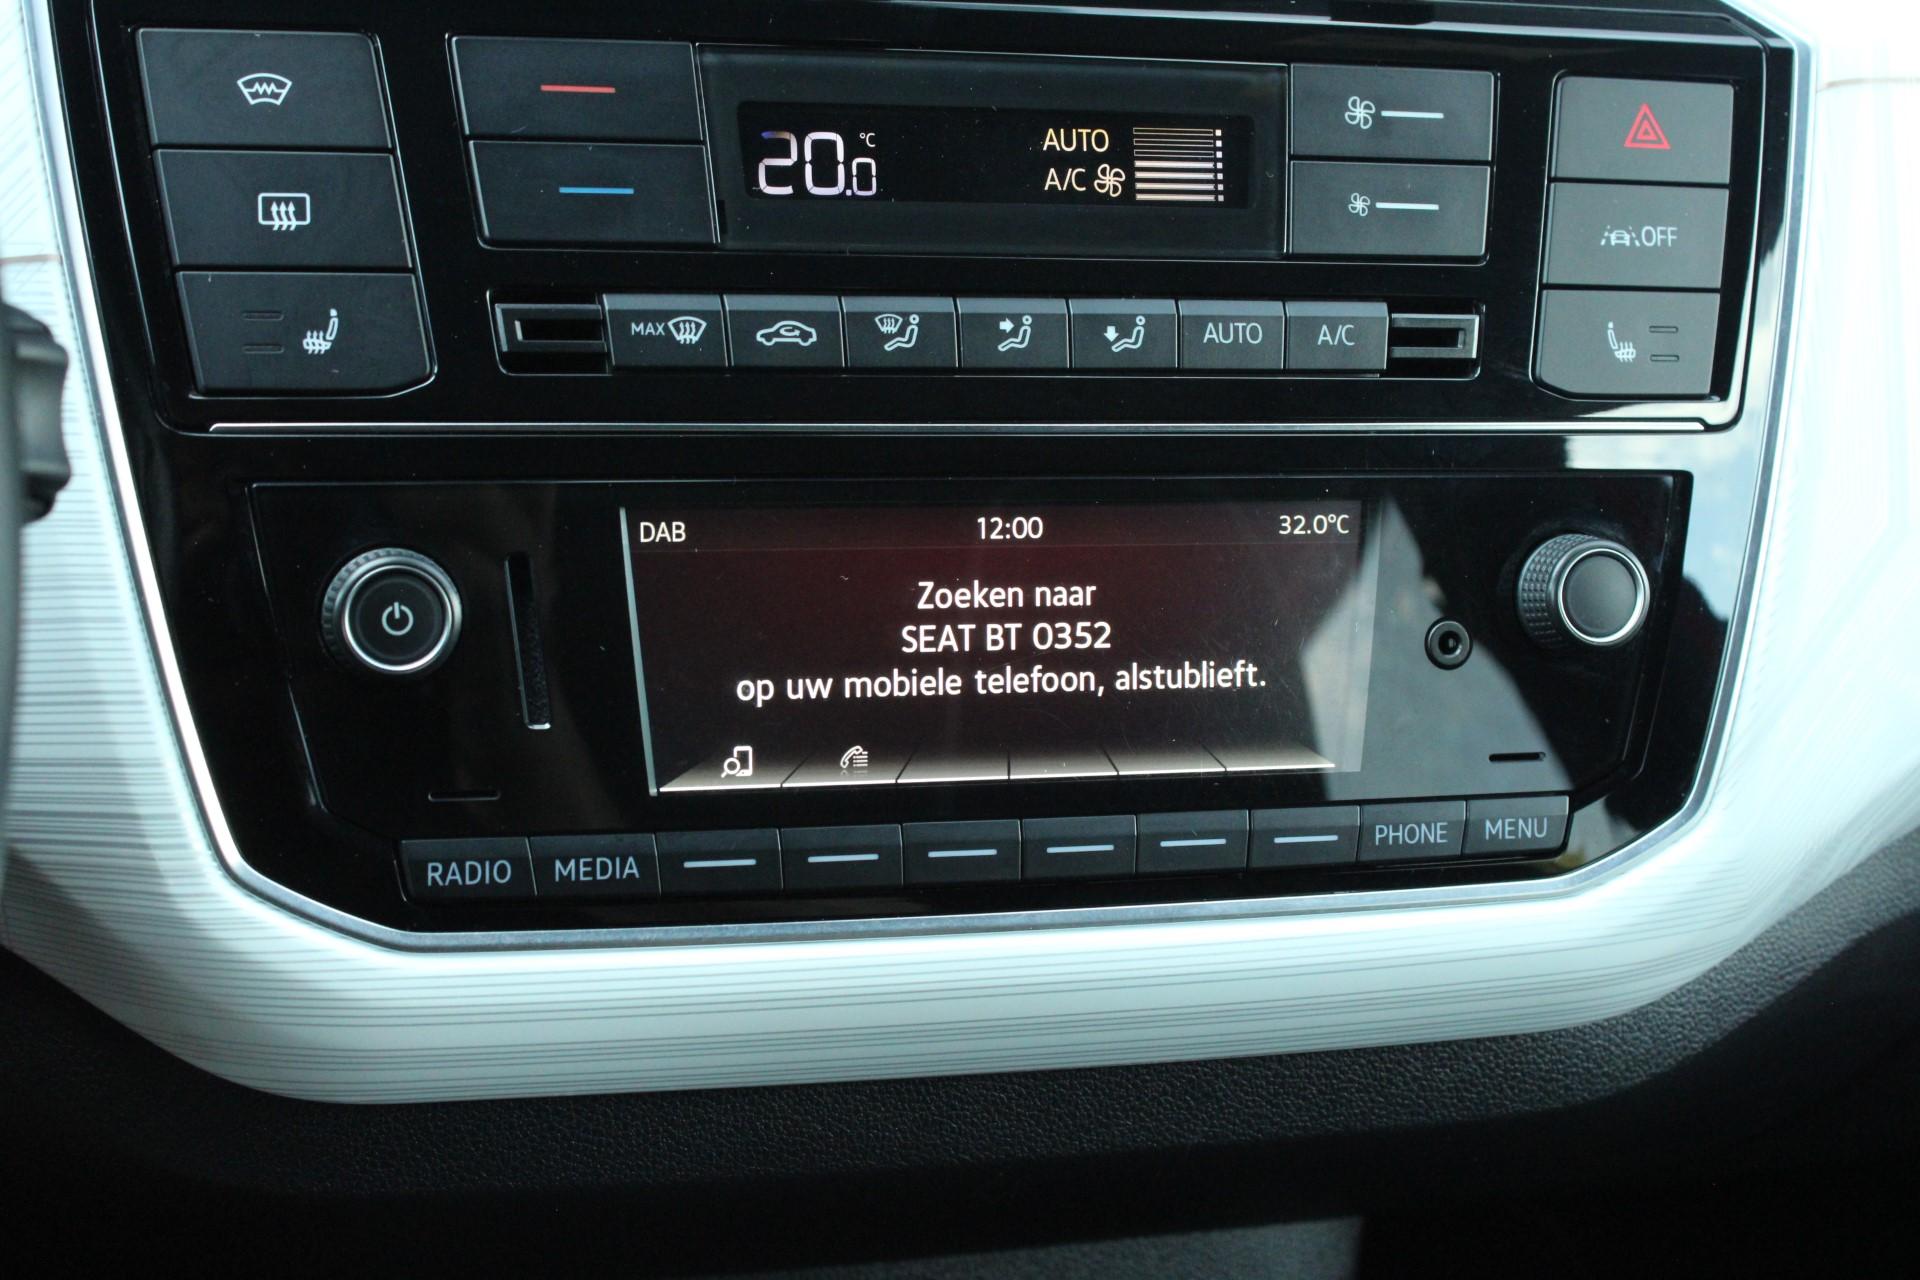 20.0 °C
AUTO
A/C
OFF
MAX
AUTO
A/C
DAB 12:00 32.0°C
Zoeken naar
SEAT BT 0352
op uw mobiele telefoon, alstublieft.
RADIO MEDIA PHONE MENU